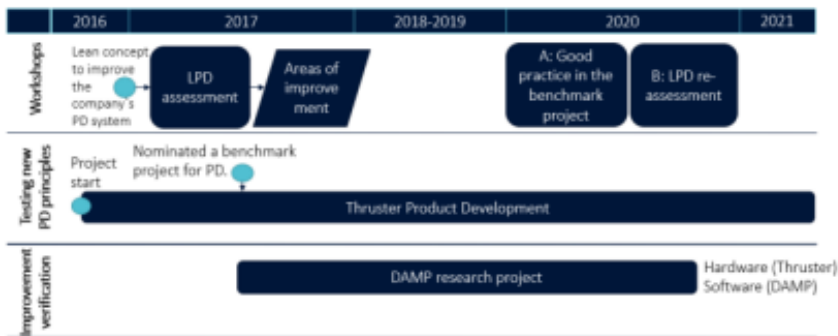 2016 2017 2018-2019 2020 2021
Workshops
Lean concept
to improve
the
company's
PD system
LPD
assessment
Areas of
improve
ment
A: Good
practice in the
benchmark
project
B: LPD re-
assessment
Testing new
PD principles
Project
start
Nominated a benchmark
project for PD.
Thruster Product Development
Improvement
verification
DAMP research project
Hardware (Thruster)
Software (DAMP)